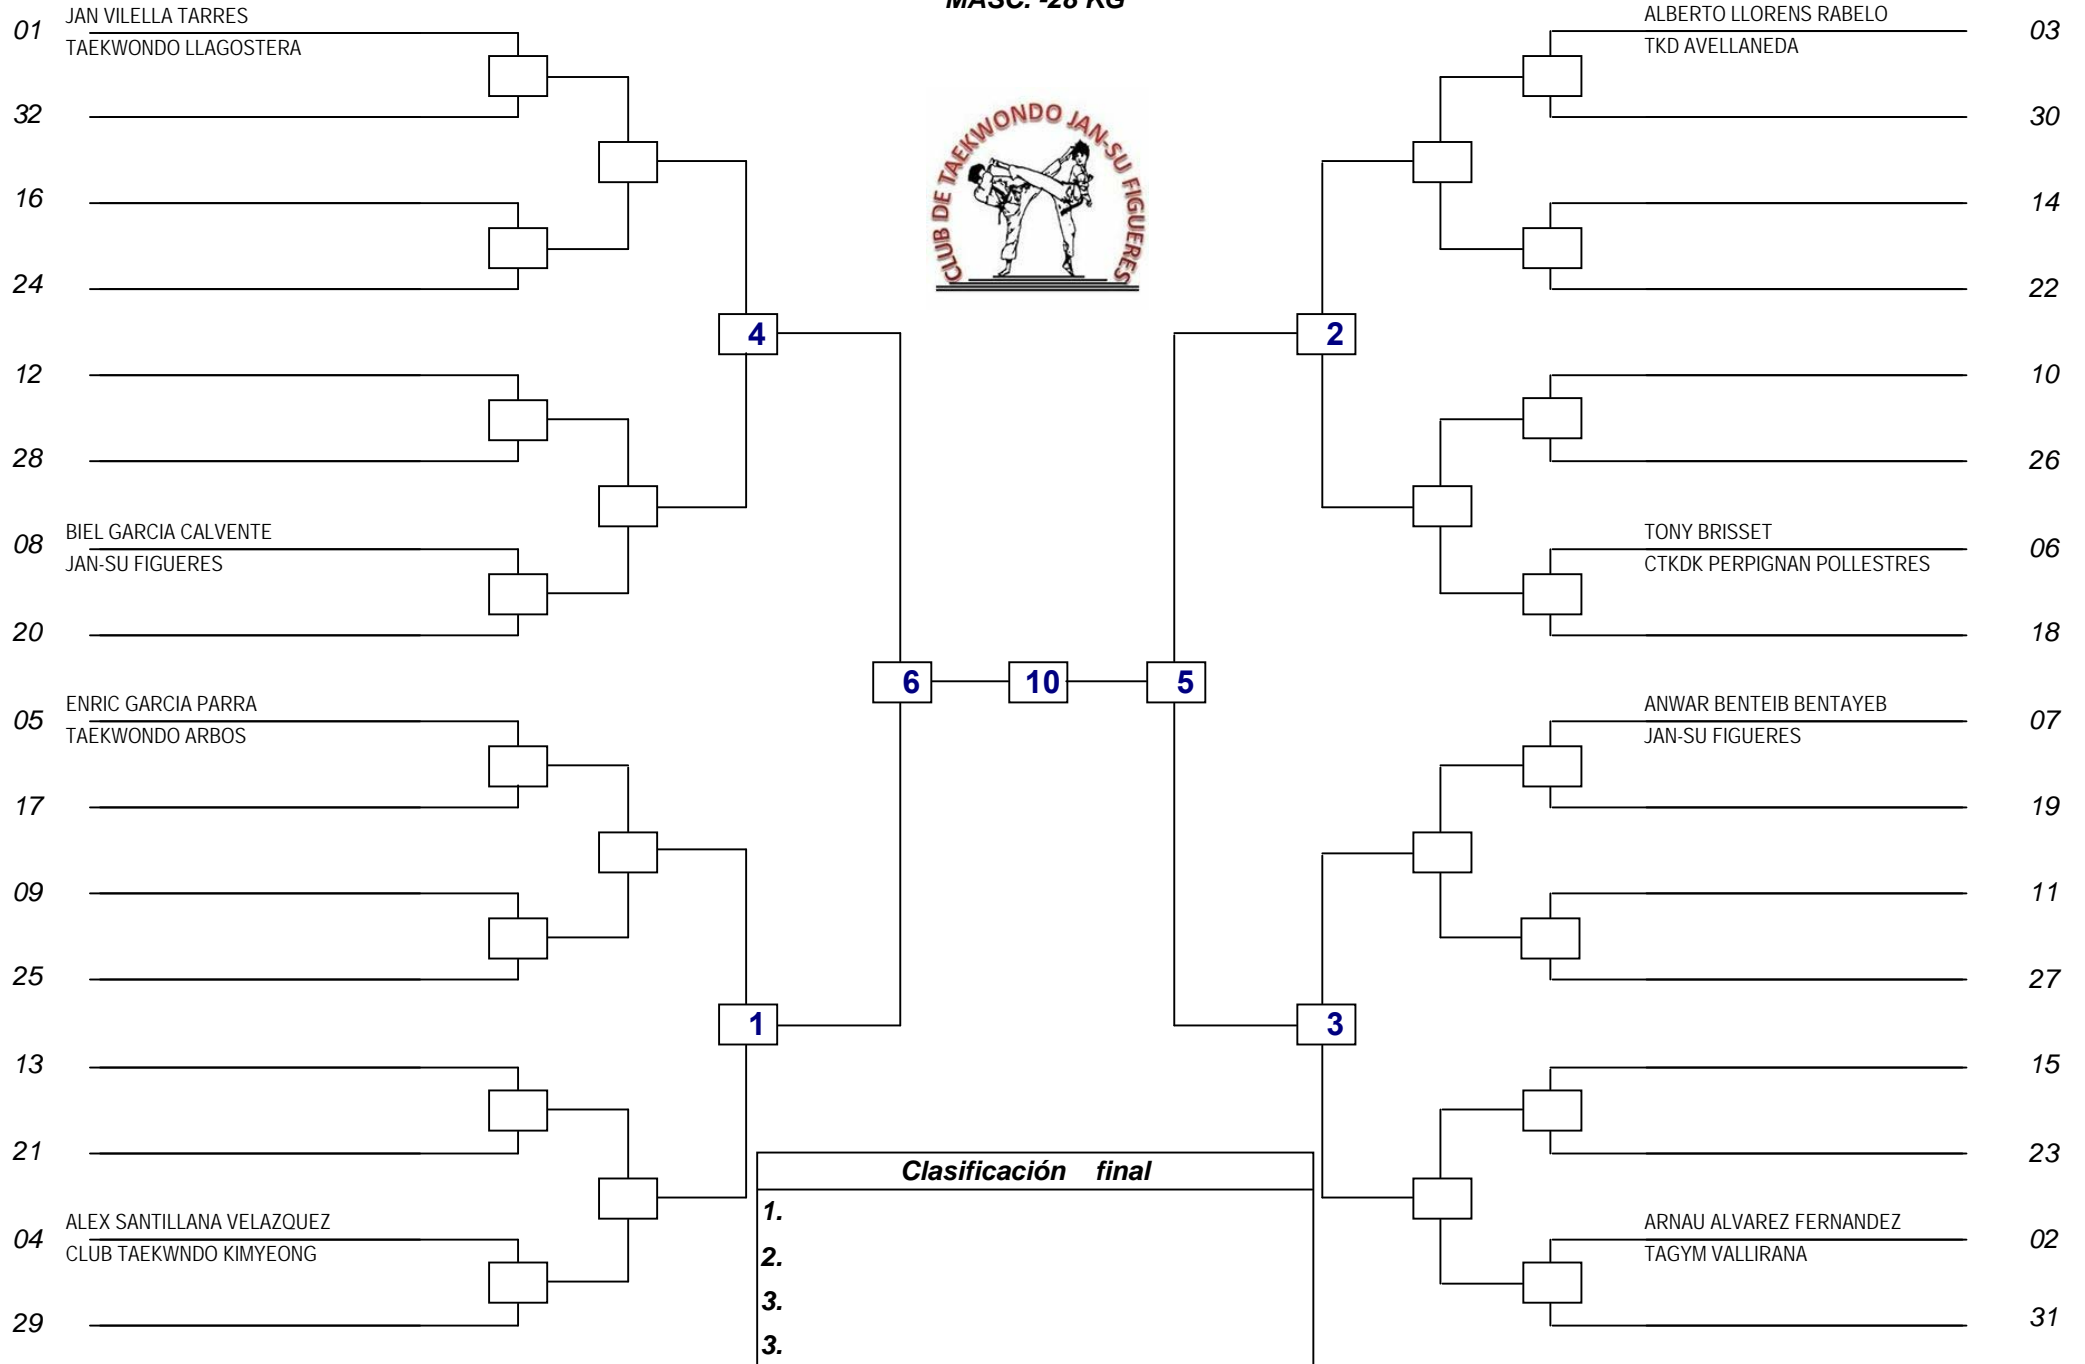 MASC. -28 KG
01
JAN VILELLA TARRES
TAEKWONDO LLAGOSTERA
32
16
24
12
28
08
BIEL GARCIA CALVENTE
JAN-SU FIGUERES
20
05
ENRIC GARCIA PARRA
TAEKWONDO ARBOS
17
09
25
13
21
04
ALEX SANTILLANA VELAZQUEZ
CLUB TAEKWNDO KIMYEONG
29
CLUB DE TAEKWONDO JAN-SU FIGUERES
4
1
6
10
5
2
3
ALBERTO LLORENS RABELO
TKD AVELLANEDA
03
30
14
22
10
26
TONY BRISSET
CTKDK PERPIGNAN POLLESTRES
06
18
ANWAR BENTEIB BENTAYEB
JAN-SU FIGUERES
07
19
11
27
15
23
ARNAU ALVAREZ FERNANDEZ
TAGYM VALLIRANA
02
31
Clasificación final
1.
2.
3.
3.